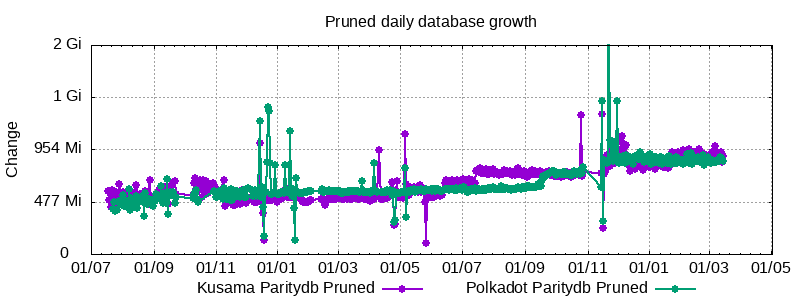 Pruned daily database growth
Change
2 Gi
1 Gi
954 Mi
477 Mi
0
01/07 01/09 01/11 01/01 01/03 01/05 01/07 01/09 01/11 01/01 01/03 01/05
Kusama Paritydb Pruned Polkadot Paritydb Pruned